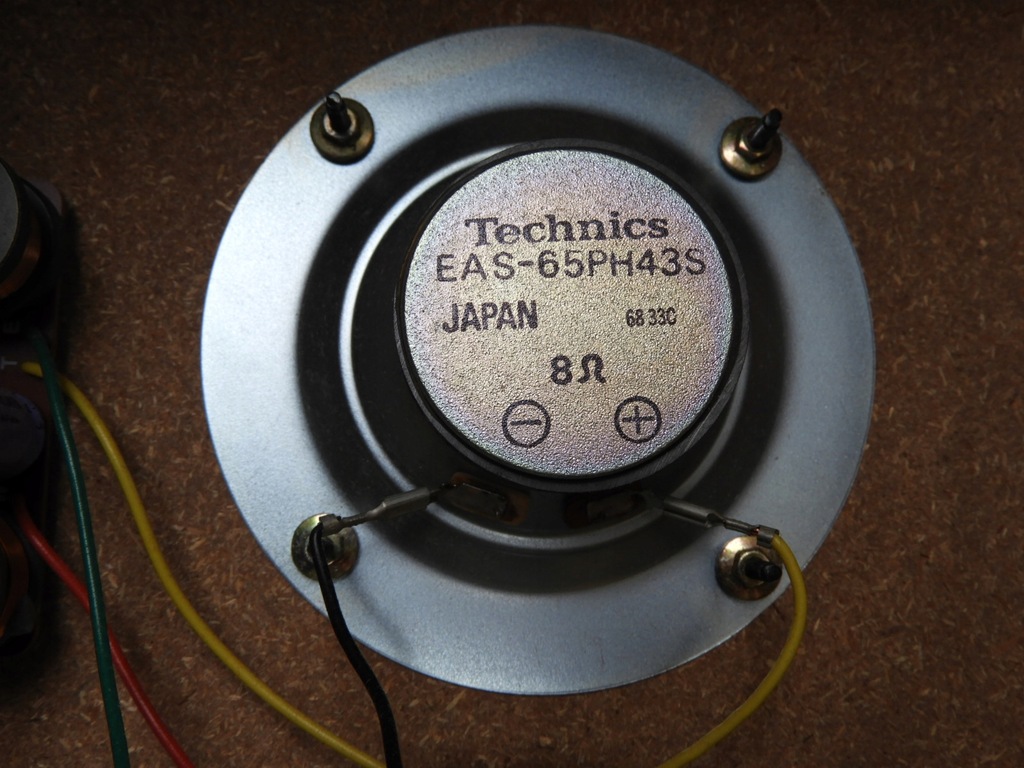 Technics
EAS-65PH43S
JAPAN 68 33C
8Ω
⊖ ⊕
T